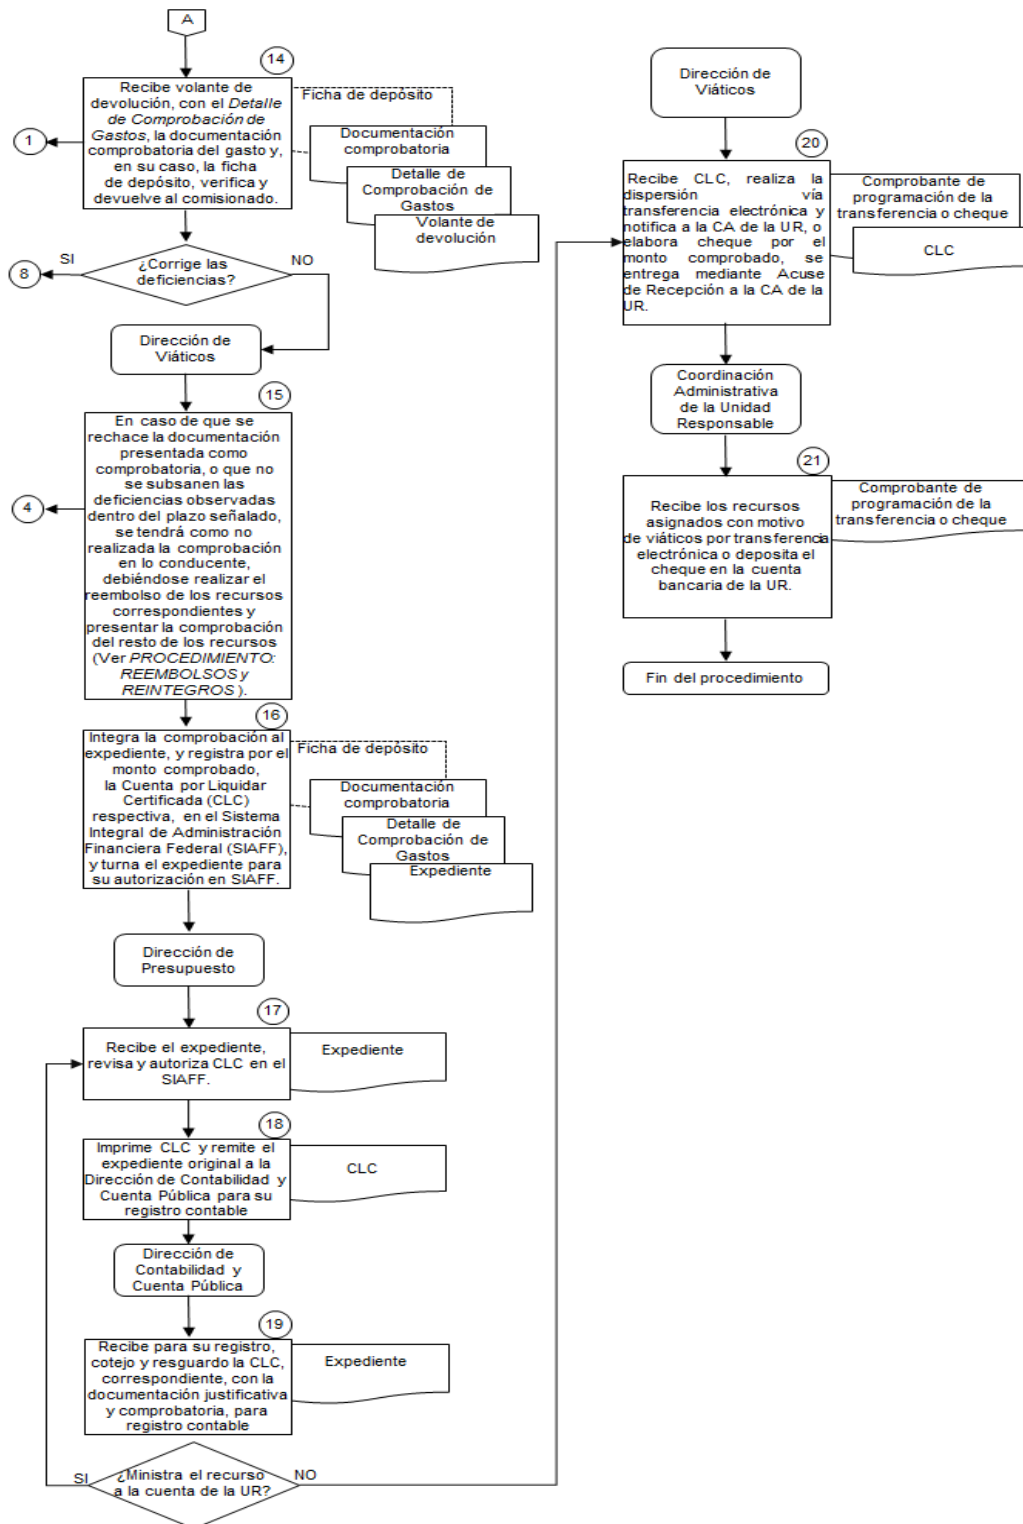 A
14
Recibe volante de
devolución, con el Detalle
de Comprobación de
Gastos, la documentación
comprobatoria del gasto y,
en su caso, la ficha
de depósito, verifica y
devuelve al comisionado.
1
Ficha de depósito
Documentación
comprobatoria
Detalle de
Comprobación de
Gastos
Volante de
devolución
SI
¿Corrige las
deficiencias?
NO
8
Dirección de
Viáticos
15
En caso de que se
rechace la documentación
presentada como
comprobatoria, o que no
se subsanen las
deficiencias observadas
dentro del plazo señalado,
se tendrá como no
realizada la comprobación
en lo conducente,
debiéndose realizar el
reembolso de los recursos
correspondientes y
presentar la comprobación
del resto de los recursos
(Ver PROCEDIMIENTO:
REEMBOLSOS y
REINTEGROS ).
4
16
Integra la comprobación al
expediente, y registra por el
monto comprobado,
la Cuenta por Liquidar
Certificada (CLC)
respectiva, en el Sistema
Integral de Administración
Financiera Federal (SIAFF),
y turna el expediente para
su autorización en SIAFF.
Ficha de depósito
Documentación
comprobatoria
Detalle de
Comprobación de
Gastos
Expediente
Dirección de
Presupuesto
17
Recibe el expediente,
revisa y autoriza CLC en el
SIAFF.
Expediente
18
Imprime CLC y remite el
expediente original a la
Dirección de Contabilidad y
Cuenta Pública para su
registro contable
CLC
Dirección de
Contabilidad y
Cuenta Pública
19
Recibe para su registro,
cotejo y resguardo la CLC,
correspondiente, con la
documentación justificativa
y comprobatoria, para
registro contable
Expediente
SI
¿Ministra el recurso
a la cuenta de la UR?
NO
Dirección de
Viáticos
20
Recibe CLC, realiza la
dispersión vía
transferencia electrónica y
notifica a la CA de la UR, o
elabora cheque por el
monto comprobado, se
entrega mediante Acuse
de Recepción a la CA de la
UR.
Comprobante de
programación de la
transferencia o cheque
CLC
Coordinación
Administrativa
de la Unidad
Responsable
21
Recibe los recursos
asignados con motivo
de viáticos por transferencia
electrónica o deposita el
cheque en la cuenta
bancaria de la UR.
Comprobante de
programación de la
transferencia o cheque
Fin del procedimiento